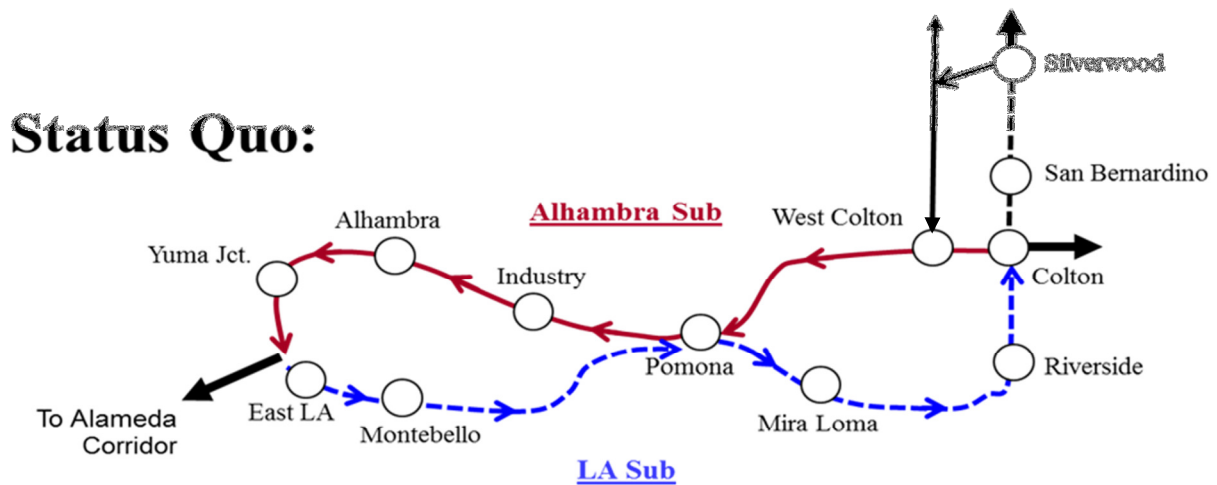 Silverwood
Status Quo:
San Bernardino
Alhambra Sub
West Colton
Alhambra
Yuma Jct.
Industry
Colton
Pomona
Riverside
East LA
To Alameda
Corridor
Montebello
Mira Loma
LA Sub